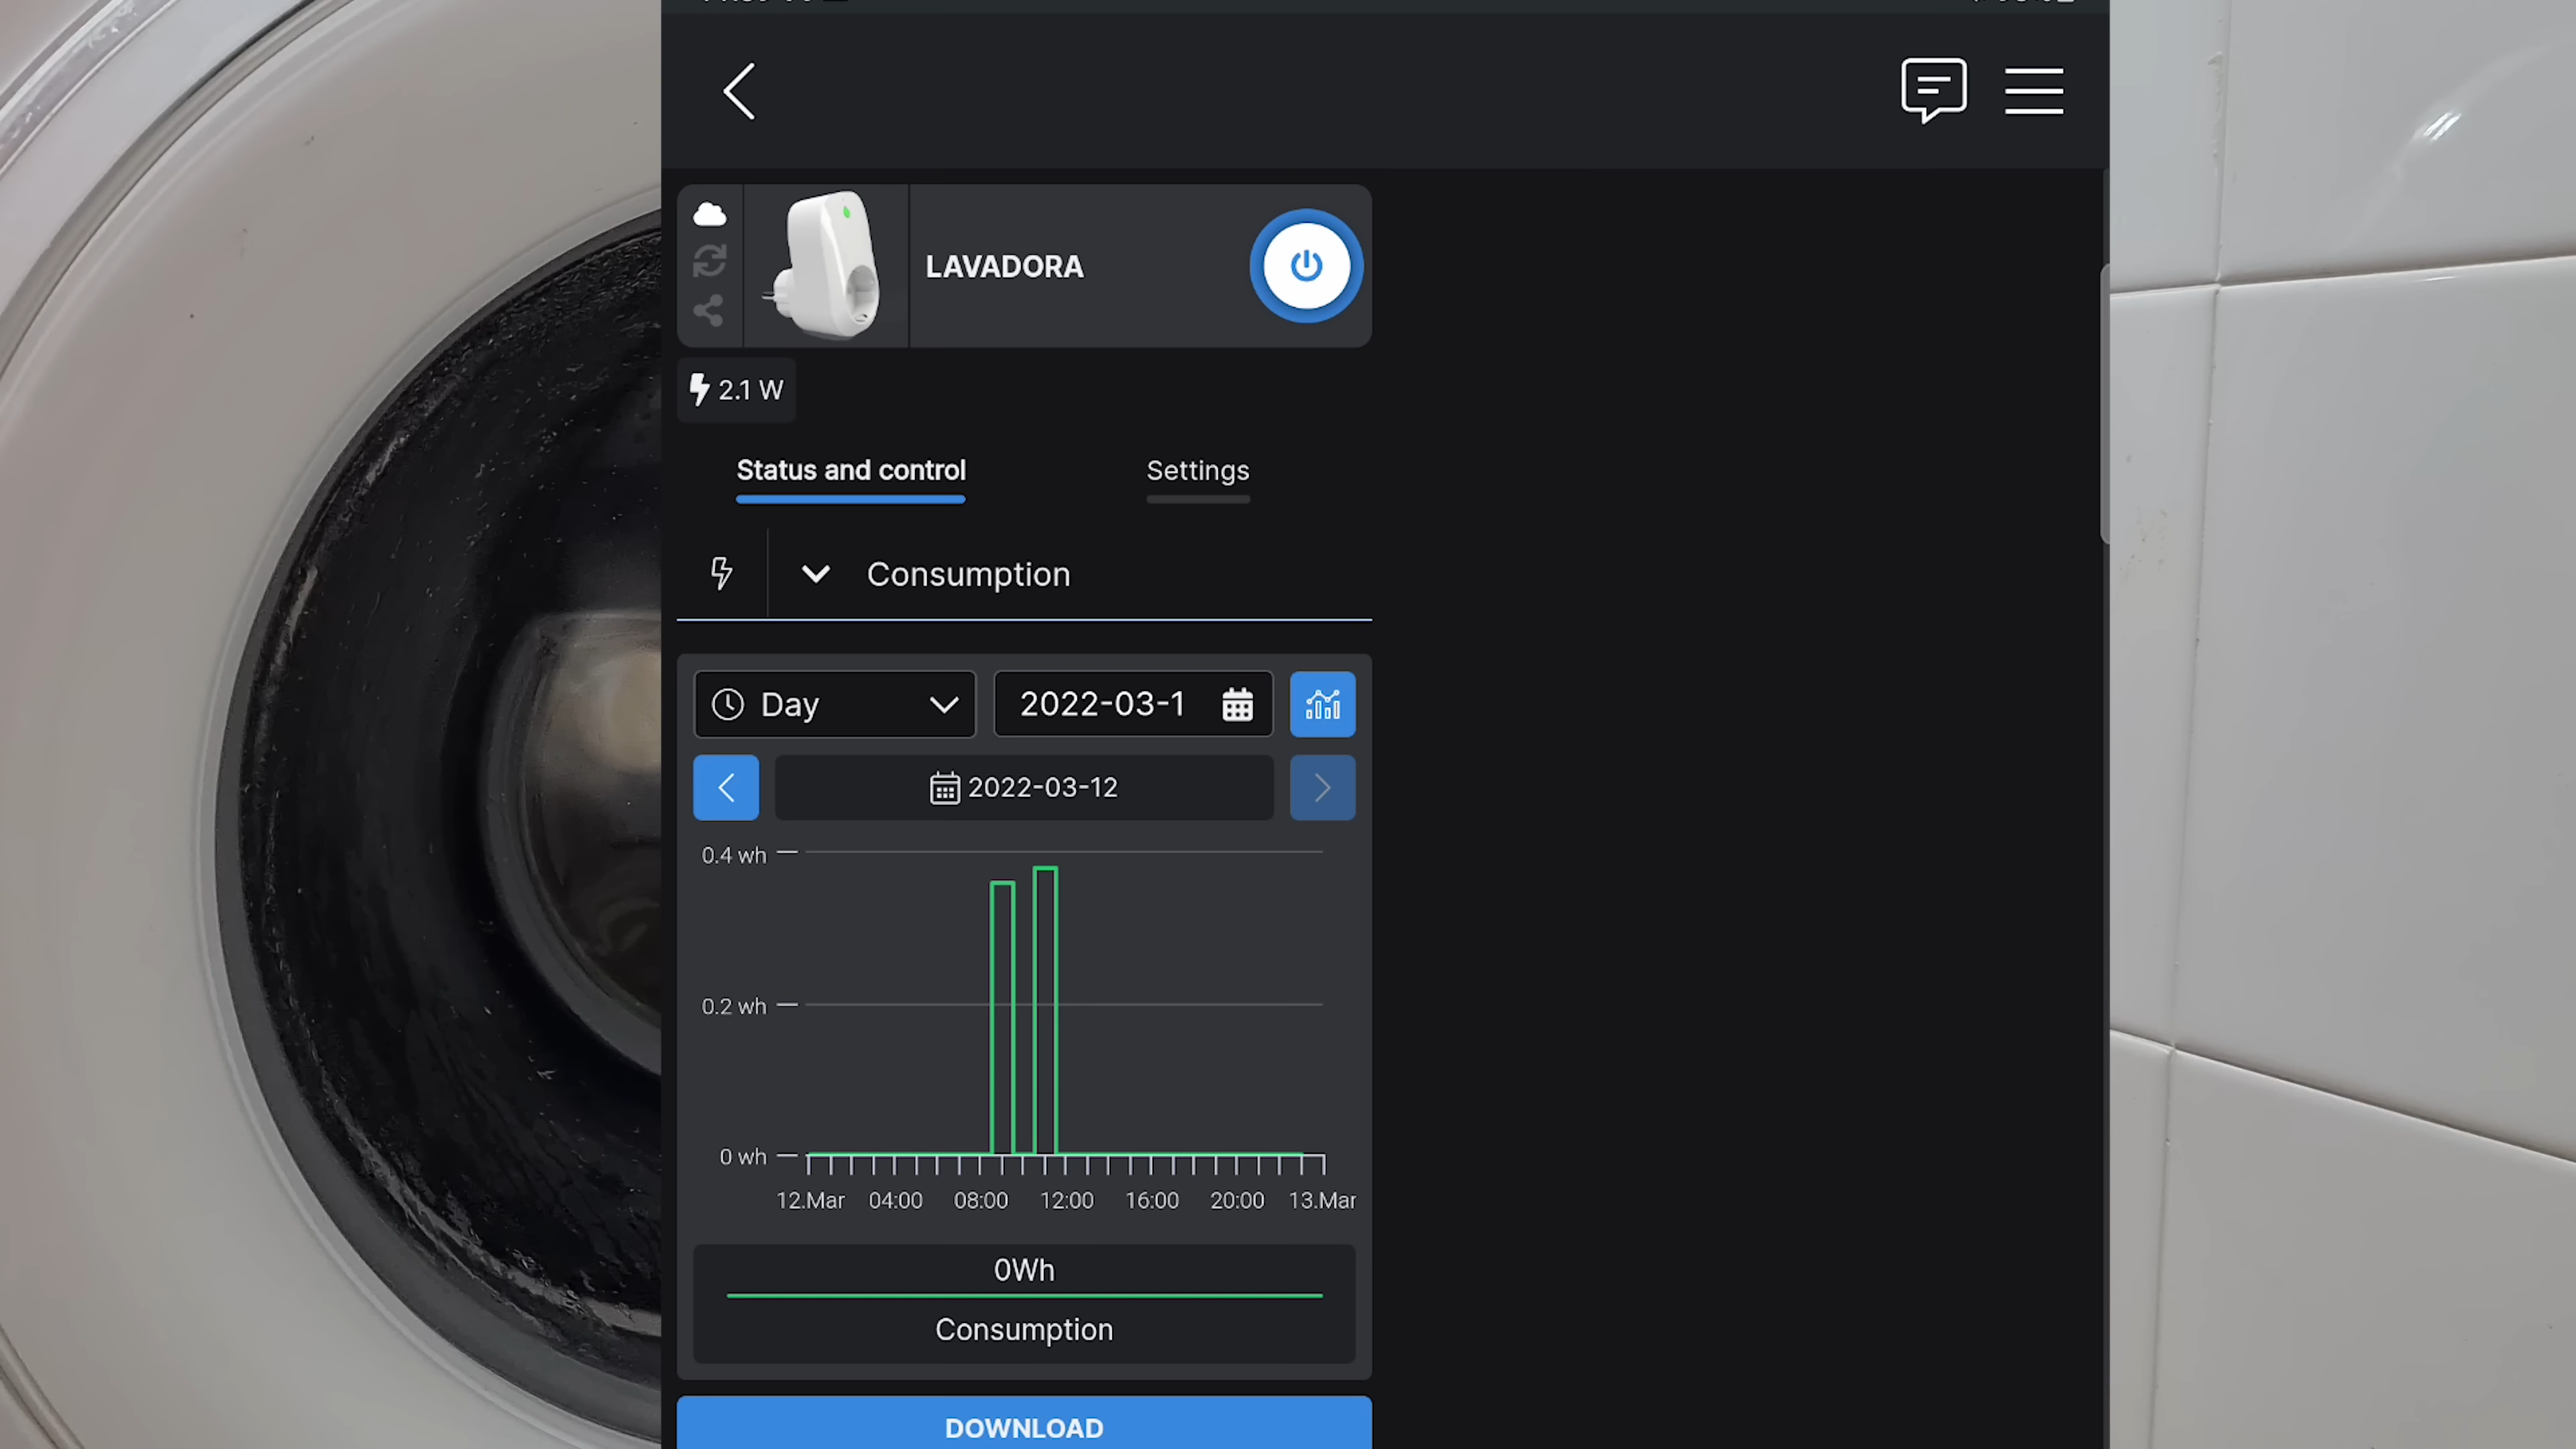 LAVADORA
2.1 W
Status and control
Settings
Consumption
Day
2022-03-1
2022-03-12
0.4 wh
0.2 wh
0 wh
12.Mar 04:00 08:00 12:00 16:00 20:00 13.Mar
0Wh
Consumption
DOWNLOAD